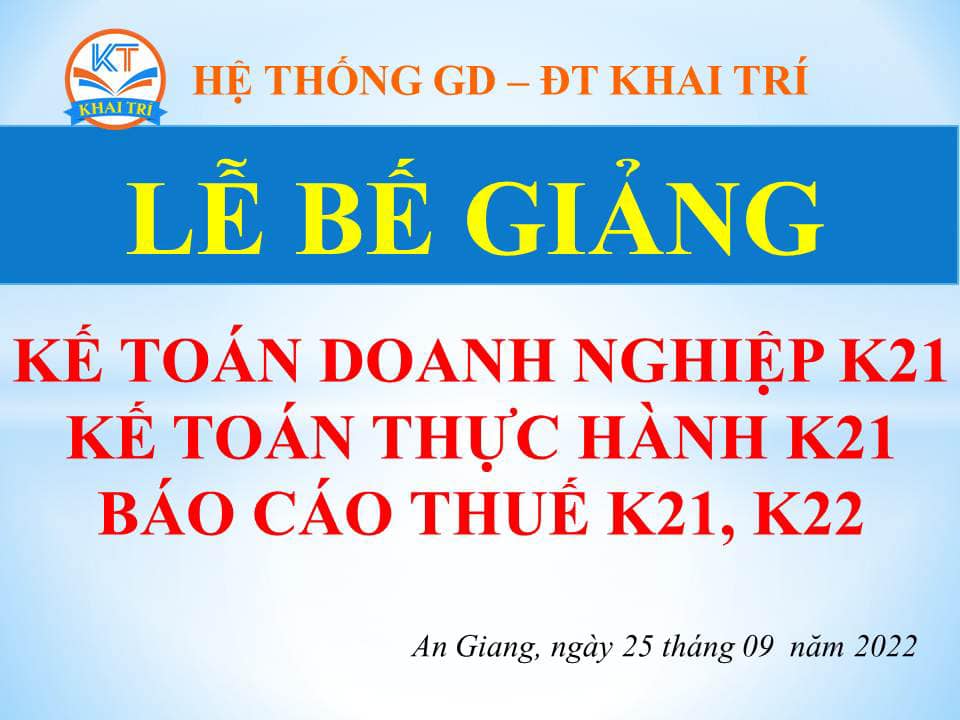 KT
KHAI TRÍ
HỆ THỐNG GD – ĐT KHAI TRÍ
LỄ BẾ GIẢNG
KẾ TOÁN DOANH NGHIỆP K21
KẾ TOÁN THỰC HÀNH K21
BÁO CÁO THUẾ K21, K22
An Giang, ngày 25 tháng 09 năm 2022